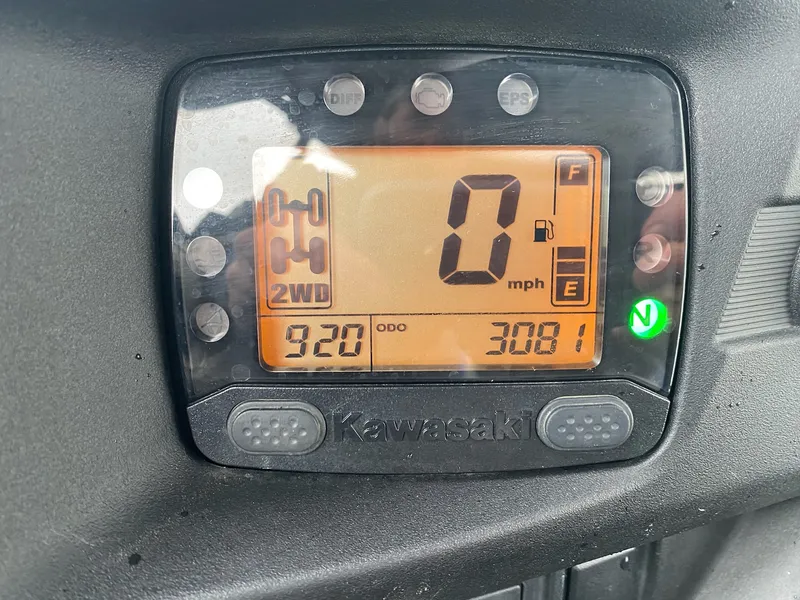 DIFF
EPS
F
0
mph
E
2WD
920 ODO 3081
R
N
Kawasaki